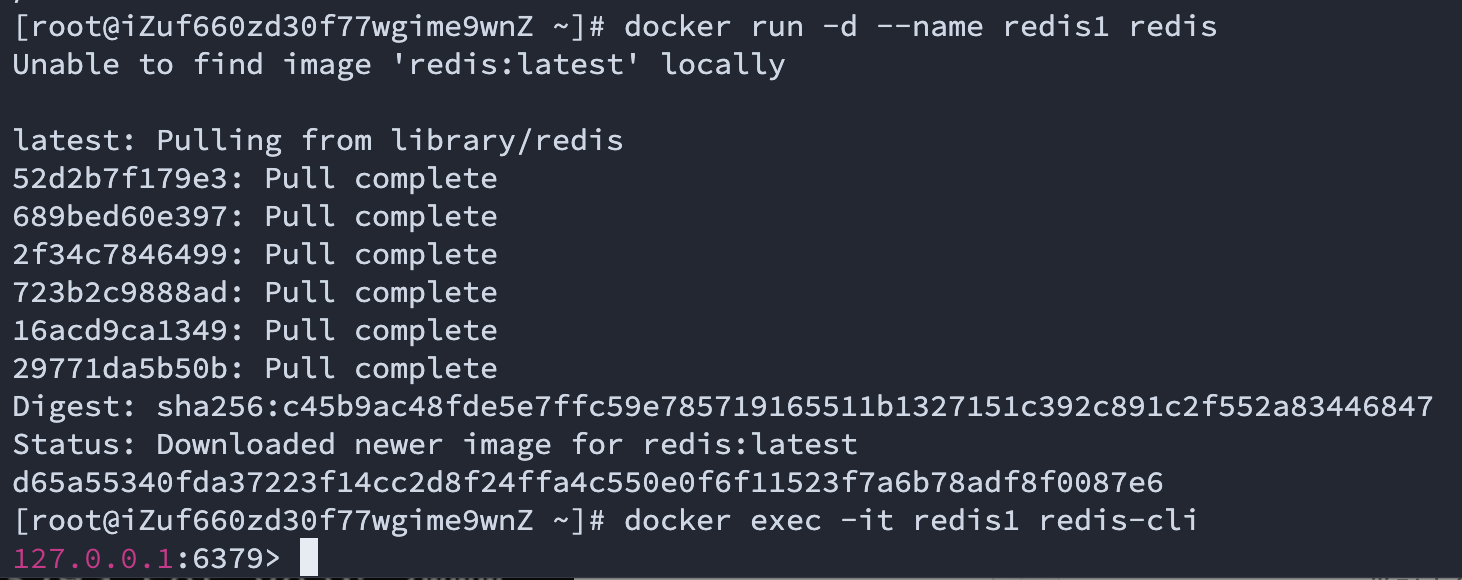 [root@iZuf660zd30f77wgime9wnZ ~]# docker run -d --name redis1 redis
Unable to find image 'redis:latest' locally
latest: Pulling from library/redis
52d2b7f179e3: Pull complete
689bed60e397: Pull complete
2f34c7846499: Pull complete
723b2c9888ad: Pull complete
16acd9ca1349: Pull complete
29771da5b50b: Pull complete
Digest: sha256:c45b9ac48fde5e7ffc59e785719165511b1327151c392c891c2f552a83446847
Status: Downloaded newer image for redis:latest
d65a55340fda37223f14cc2d8f24ffa4c550e0f6f11523f7a6b78adf8f0087e6
[root@iZuf660zd30f77wgime9wnZ ~]# docker exec -it redis1 redis-cli
127.0.0.1:6379>